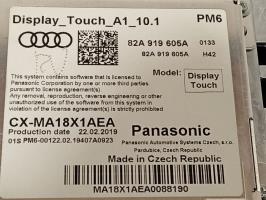 Display_Touch_A1_10.1 PM6
82A 919 605A 0133
82A 919 605A H42
This system contains software that is licensed to
Panasonic Corporation by one or more third parties
pursuant to license agreement(s).
Any removal, reproduction, reverse engineering or other
unauthorized use of this software from this system in
violation of the license agreement(s) is strictly prohibited.
Model: Display
Touch
CX-MA18X1AEA
Production date 22.02.2019
01S PM6-00122.02.19407A0923
Panasonic
Panasonic Automotive Systems Czech, s.r.o.
Pardubice, Czech Republic
Made in Czech Republic
MA18X1AEA0088190